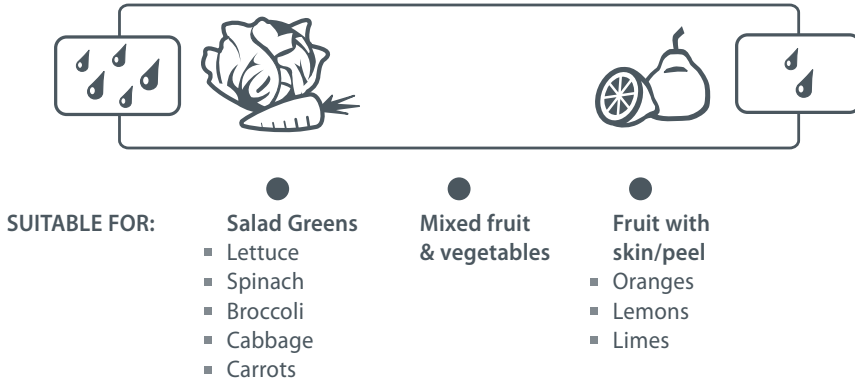 SUITABLE FOR:
Salad Greens
▪ Lettuce
▪ Spinach
▪ Broccoli
▪ Cabbage
▪ Carrots
Mixed fruit
& vegetables
Fruit with
skin/peel
▪ Oranges
▪ Lemons
▪ Limes